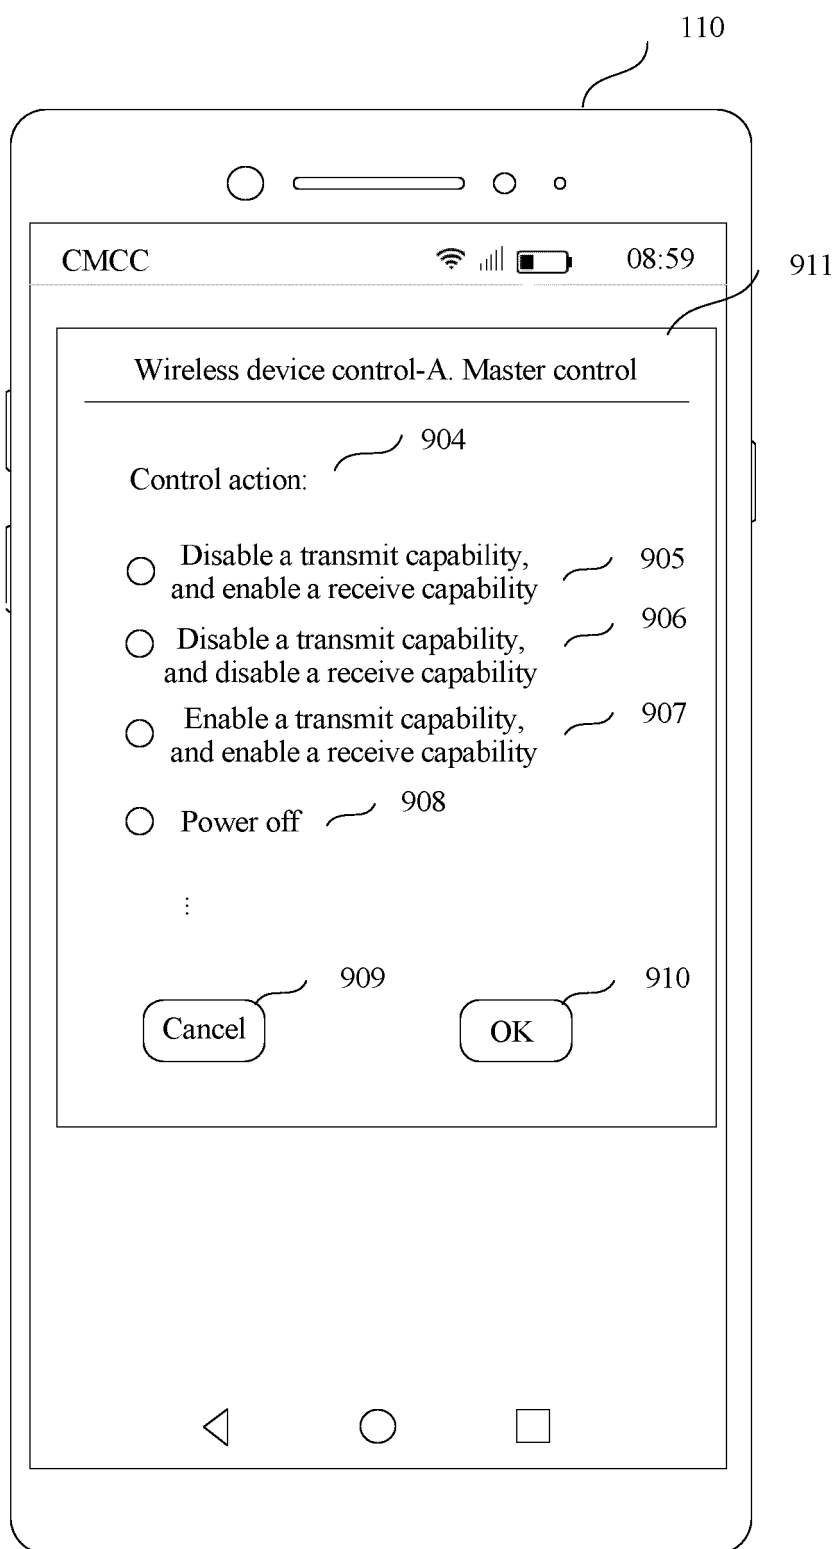 110
CMCC 08:59
911
Wireless device control-A. Master control
904
Control action:
Disable a transmit capability,
and enable a receive capability
905
906
Disable a transmit capability,
and disable a receive capability
907
Enable a transmit capability,
and enable a receive capability
908
Power off
⋮
909
910
Cancel
OK